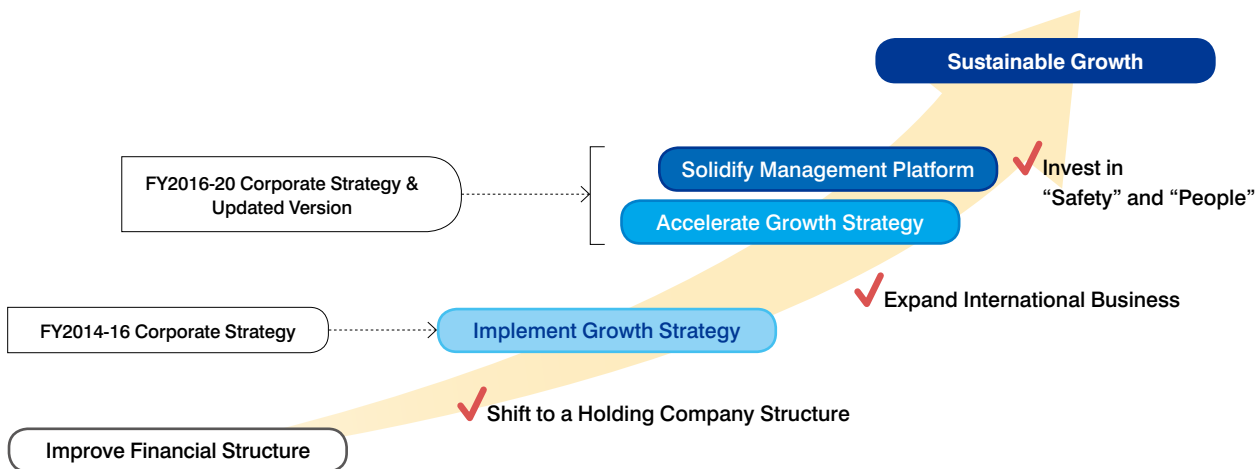 Sustainable Growth
FY2016-20 Corporate Strategy &
Updated Version
Solidify Management Platform
Accelerate Growth Strategy
Invest in
“Safety” and “People”
Expand International Business
FY2014-16 Corporate Strategy
Implement Growth Strategy
Shift to a Holding Company Structure
Improve Financial Structure